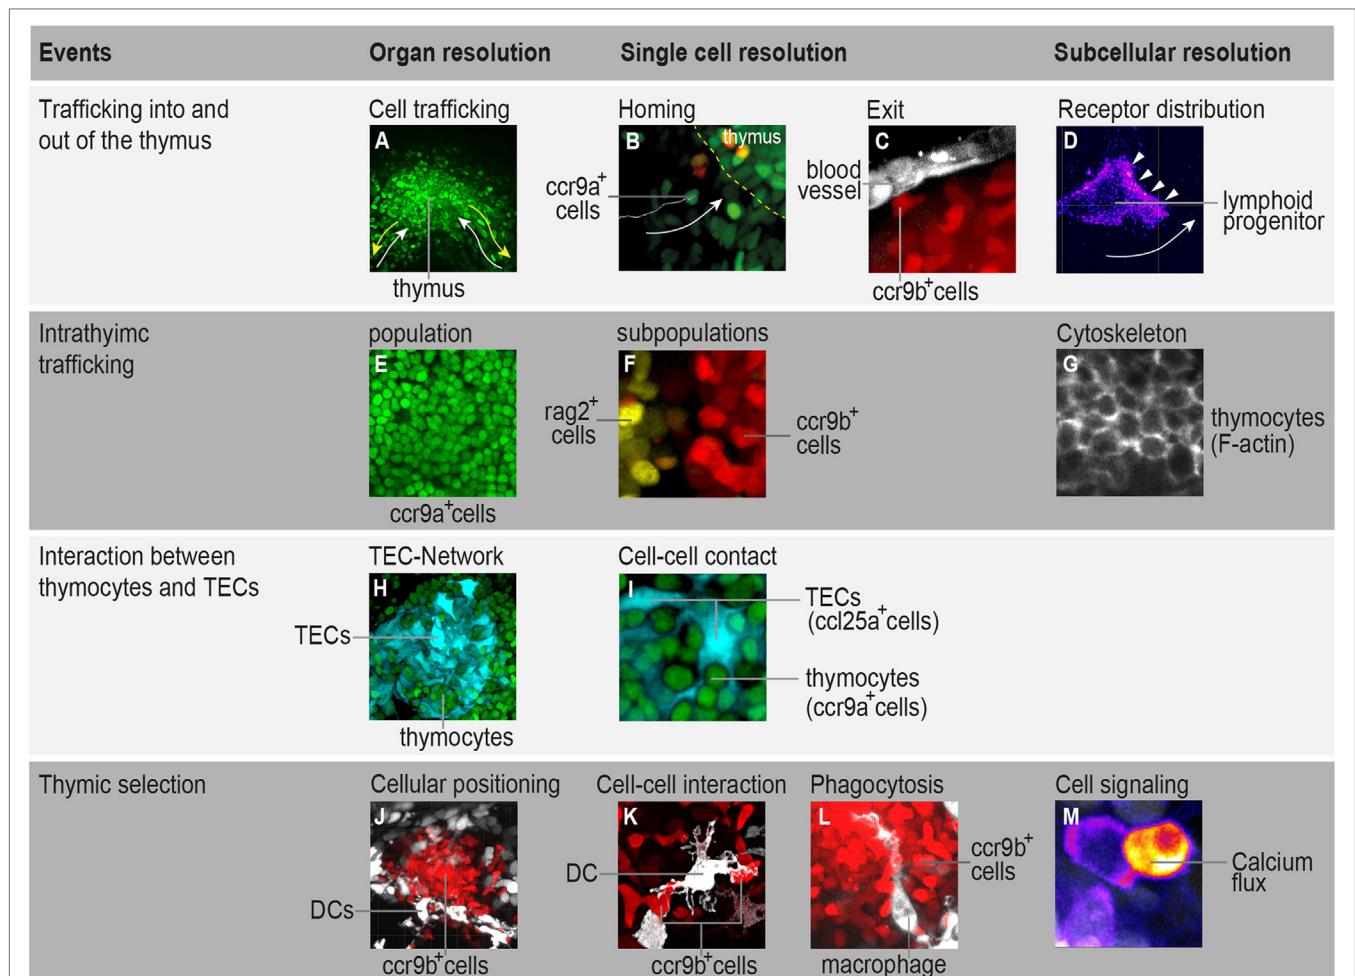 Events
Organ resolution
Single cell resolution
Subcellular resolution
Trafficking into and
out of the thymus
Cell trafficking
A
thymus
Homing
B
thymus
ccr9a+
cells
Exit
C
blood
vessel
ccr9b+cells
Receptor distribution
D
lymphoid
progenitor
Intrathyimc
trafficking
population
E
ccr9a+cells
subpopulations
F
rag2+
cells
ccr9b+
cells
Cytoskeleton
G
thymocytes
(F-actin)
Interaction between
thymocytes and TECs
TEC-Network
H
TECs
thymocytes
Cell-cell contact
I
TECs
(ccl25a+cells)
thymocytes
(ccr9a+cells)
Thymic selection
Cellular positioning
J
DCs
ccr9b+cells
Cell-cell interaction
K
DC
ccr9b+cells
Phagocytosis
L
ccr9b+
cells
macrophage
Cell signaling
M
Calcium
flux